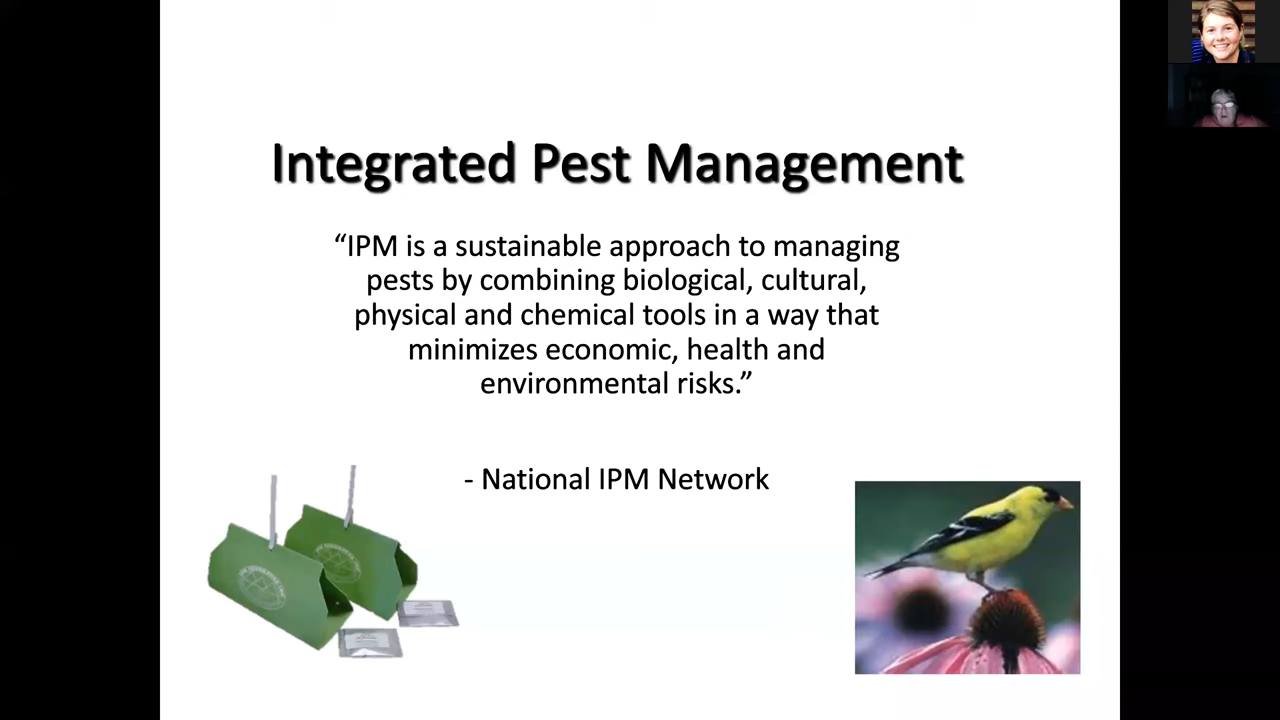 Integrated Pest Management
“IPM is a sustainable approach to managing
pests by combining biological, cultural,
physical and chemical tools in a way that
minimizes economic, health and
environmental risks.”
- National IPM Network